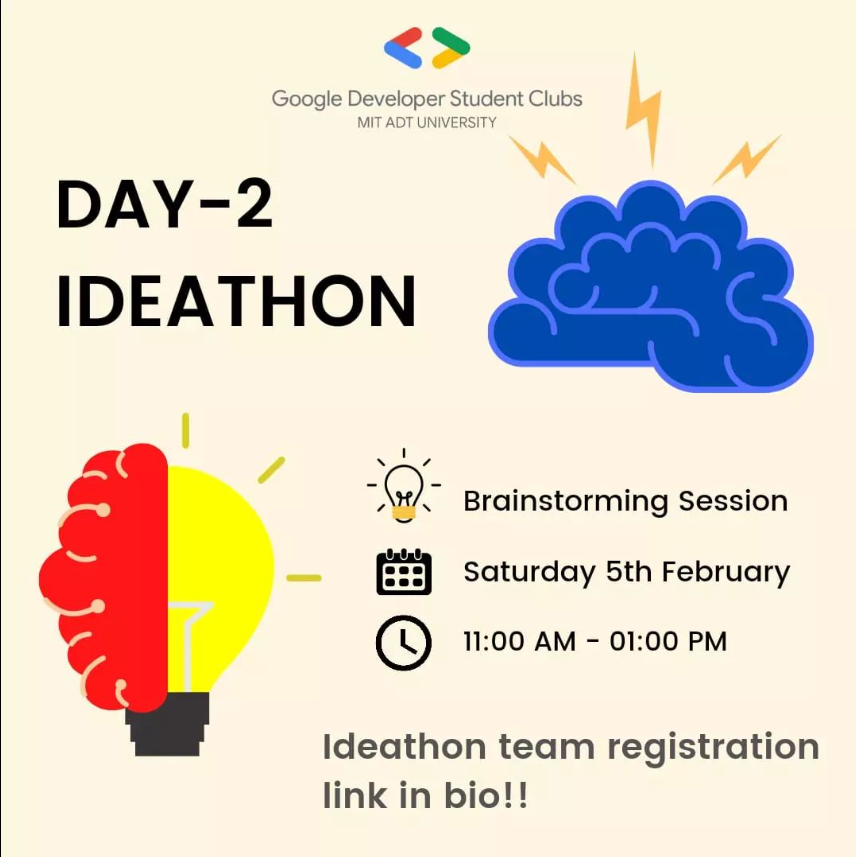 Google Developer Student Clubs
MIT ADT UNIVERSITY
DAY-2
IDEATHON
Brainstorming Session
Saturday 5th February
11:00 AM - 01:00 PM
Ideathon team registration
link in bio!!